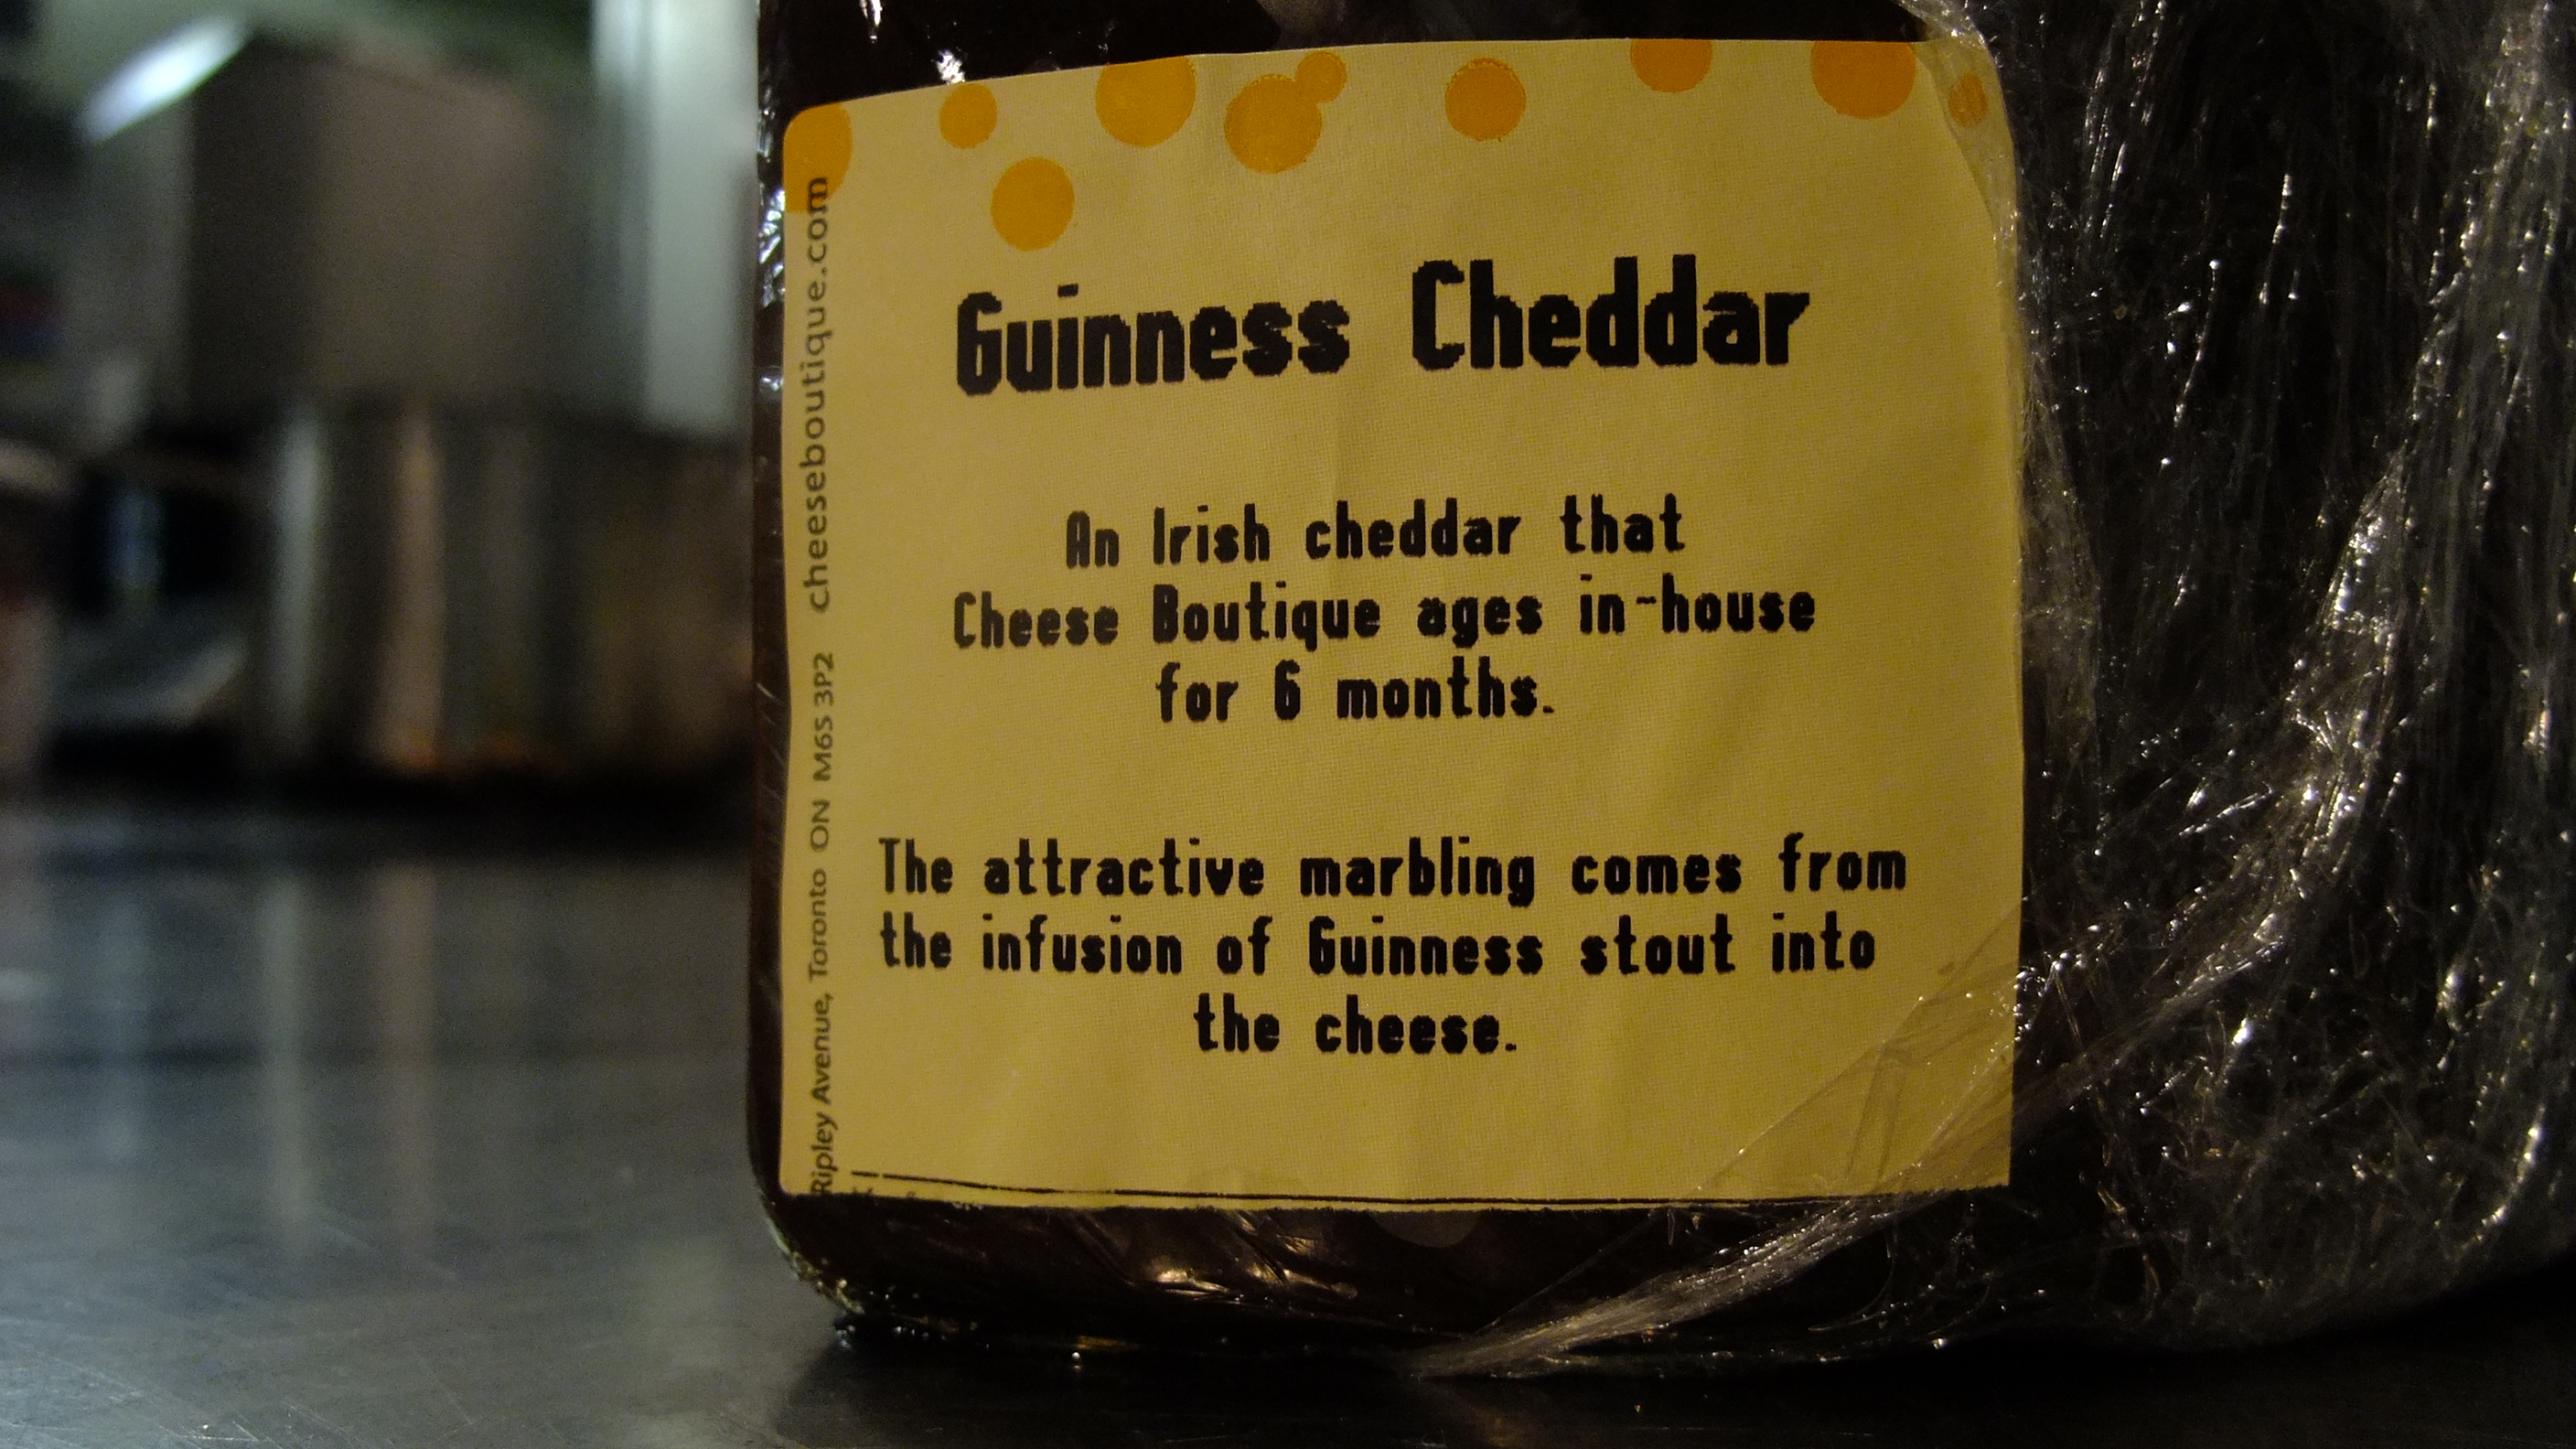 Guinness Cheddar
An Irish cheddar that
Cheese Boutique ages in-house
for 6 months.
The attractive marbling comes from
the infusion of Guinness stout into
the cheese.
Ripley Avenue, Toronto ON M6S 3P2 cheeseboutique.com